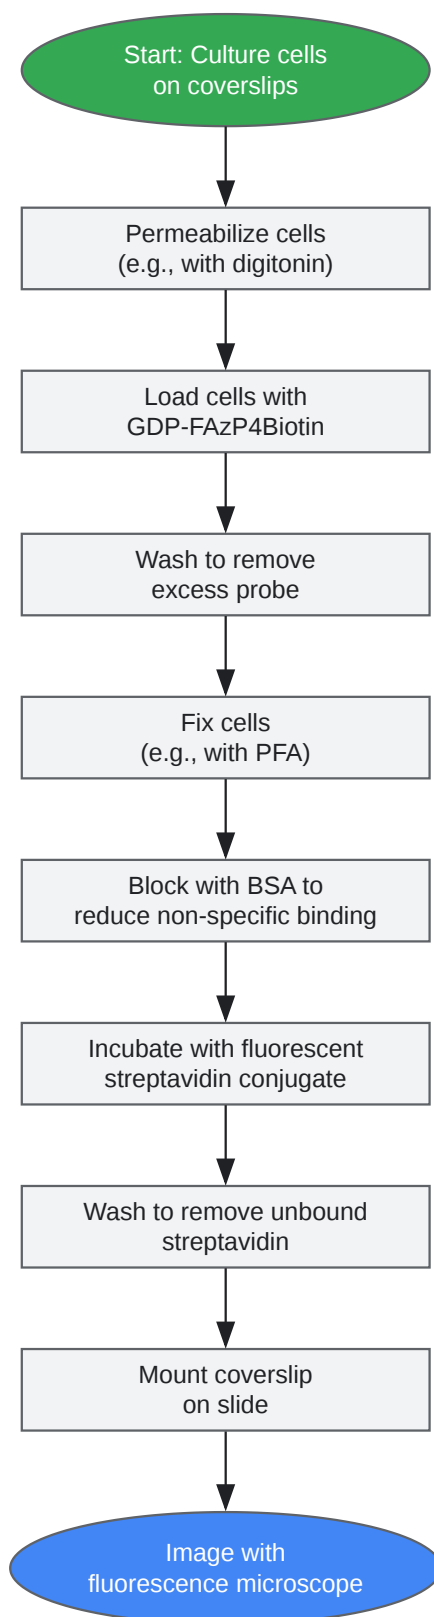 Start: Culture cells
on coverslips
Permeabilize cells
(e.g., with digitonin)
Load cells with
GDP-FAzP4Biotin
Wash to remove
excess probe
Fix cells
(e.g., with PFA)
Block with BSA to
reduce non-specific binding
Incubate with fluorescent
streptavidin conjugate
Wash to remove unbound
streptavidin
Mount coverslip
on slide
Image with
fluorescence microscope